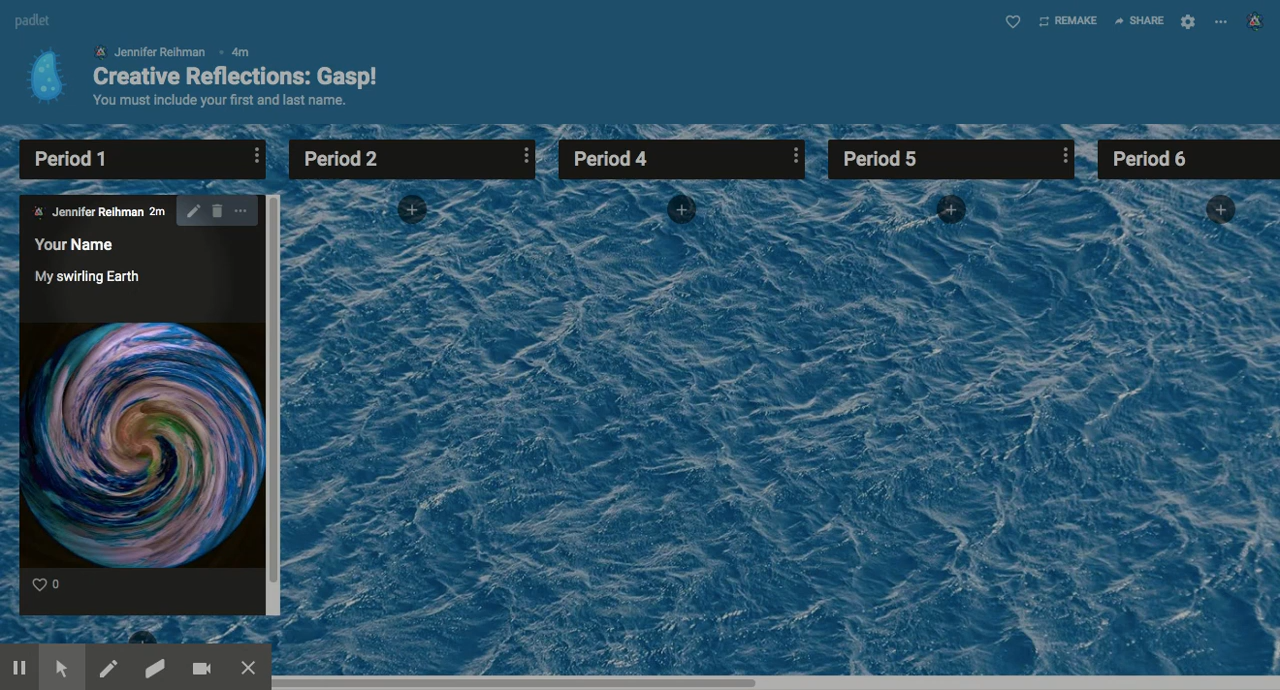 padlet
REMAKE
SHARE
Jennifer Reihman • 4m
Creative Reflections: Gasp!
You must include your first and last name.
Period 1
Period 2
Period 4
Period 5
Period 6
Jennifer Reihman 2m
Your Name
My swirling Earth
0